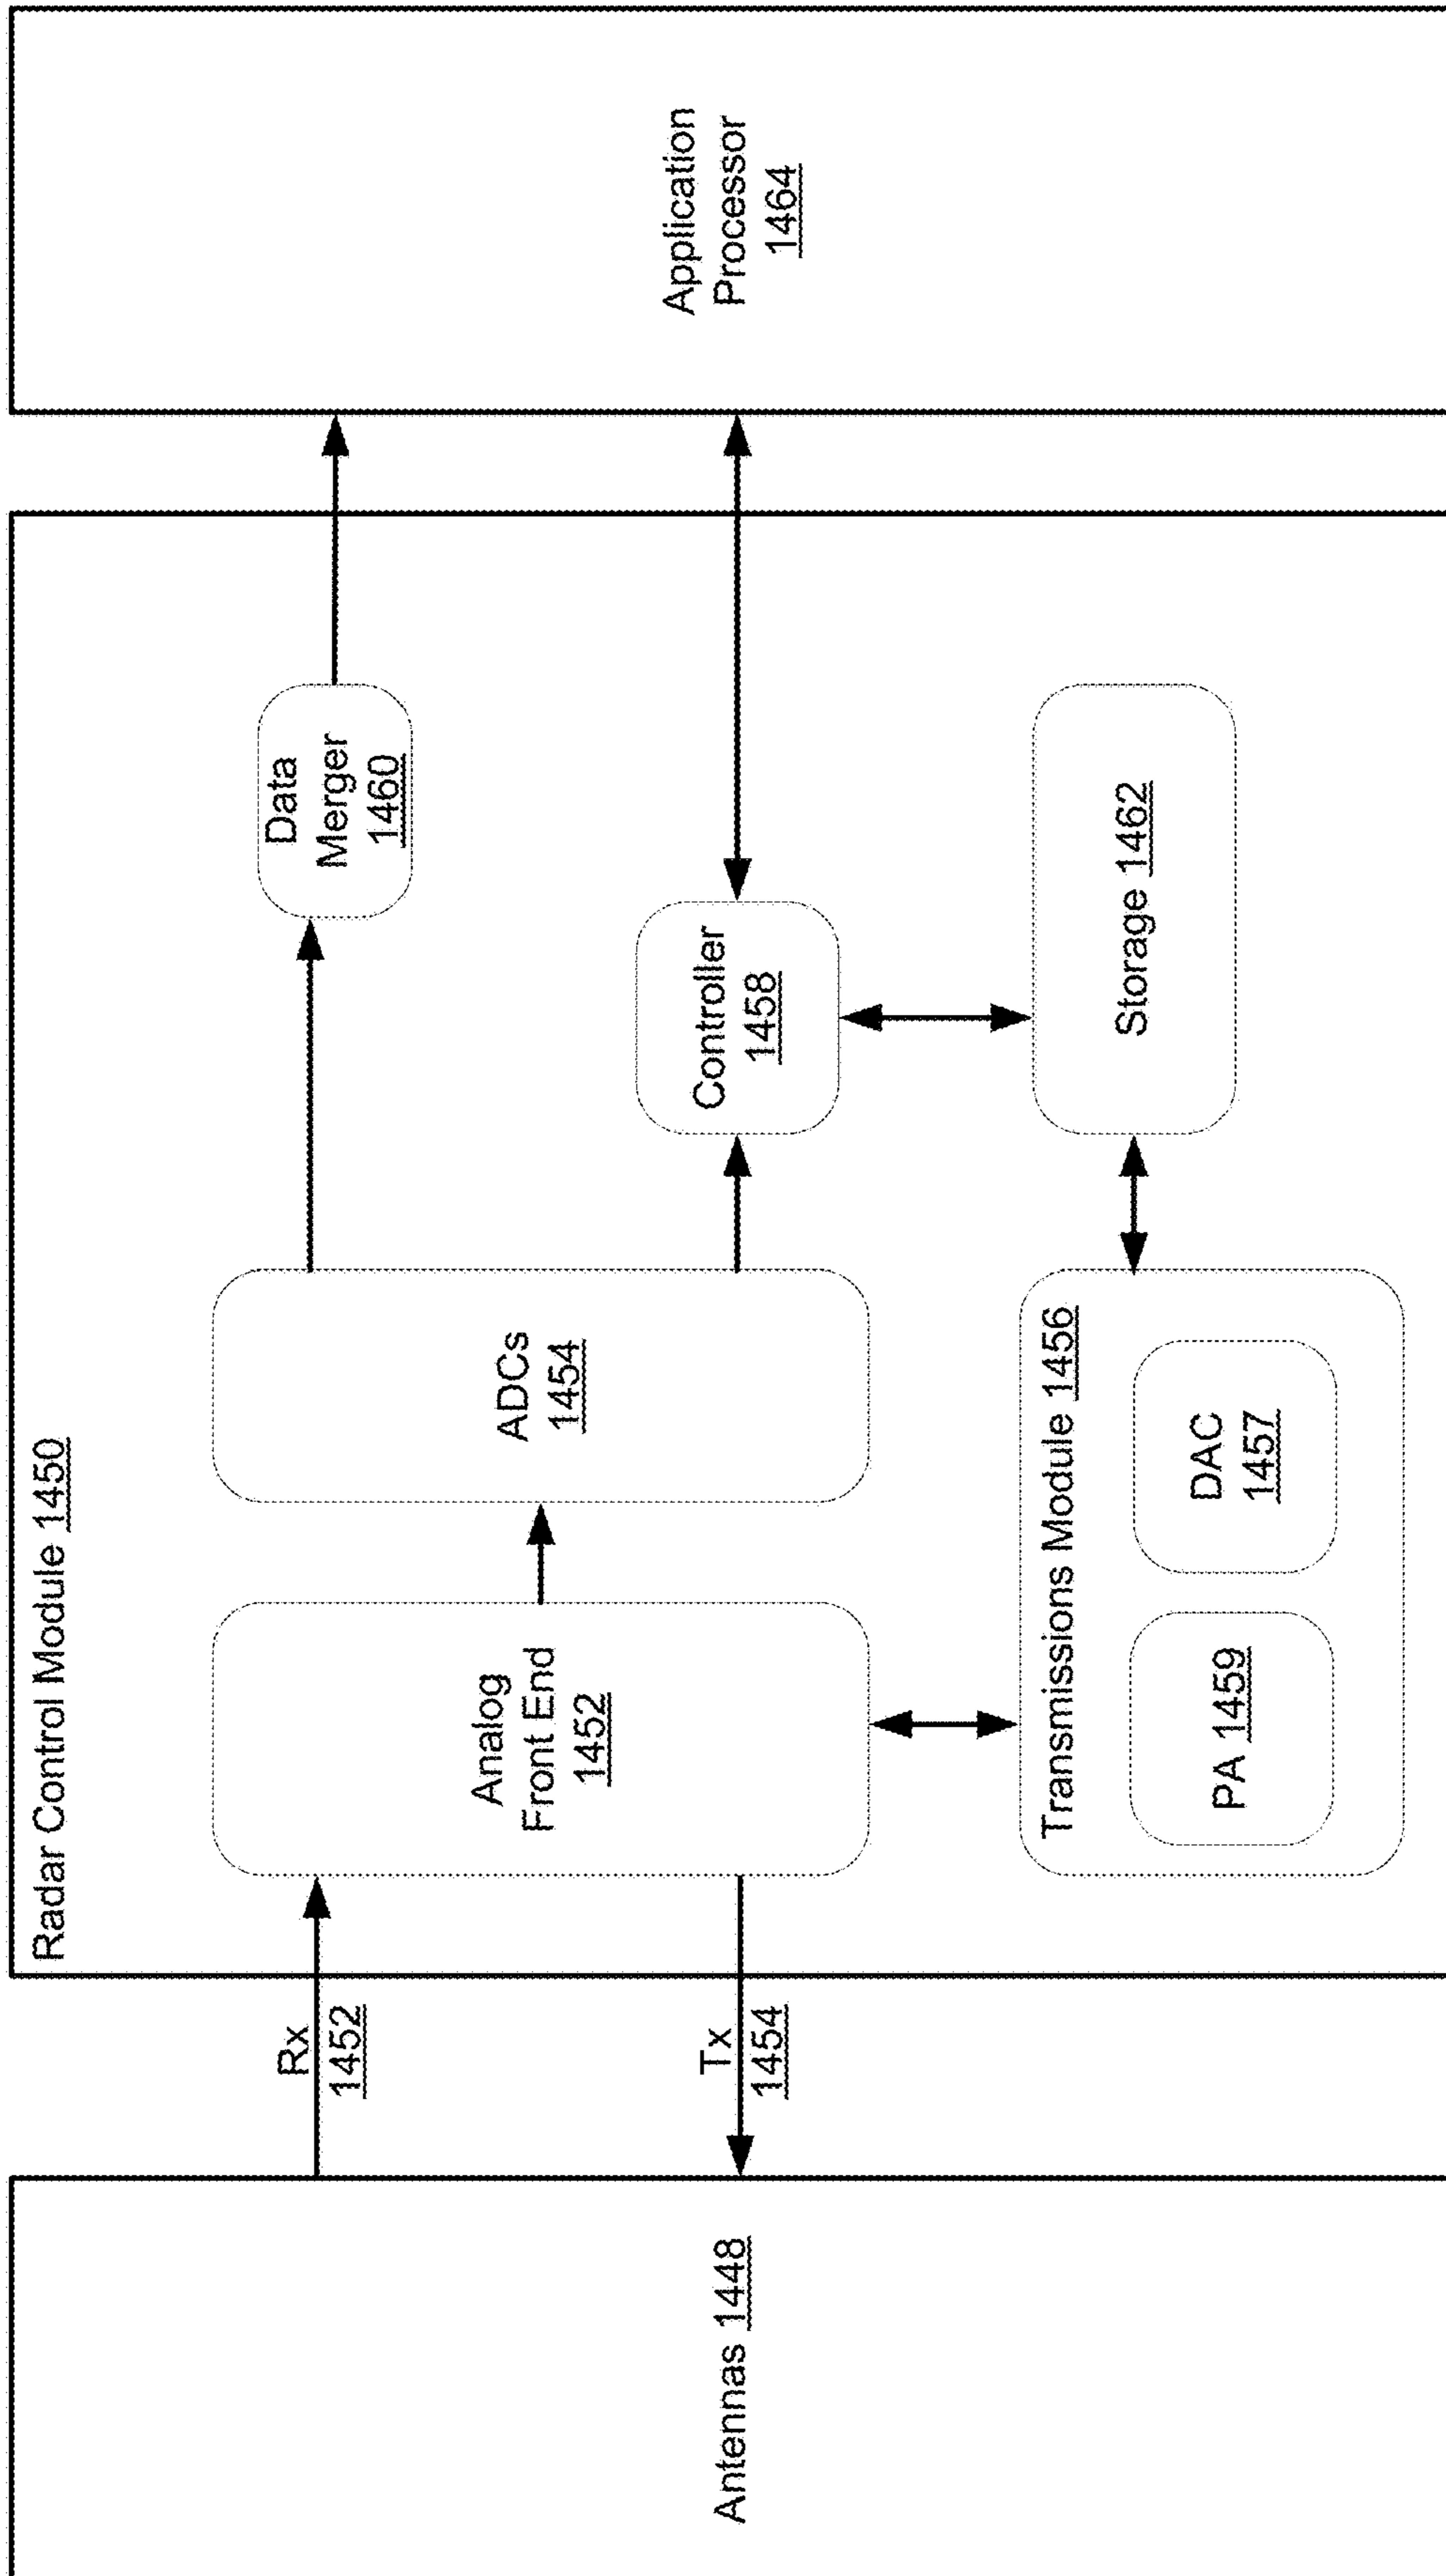 Radar Control Module 1450
Antennas 1448
Rx
1452
Tx
1454
Analog
Front End
1452
ADCs
1454
Data
Merger
1460
Controller
1458
Storage 1462
Transmissions Module 1456
PA 1459
DAC
1457
Application
Processor
1464